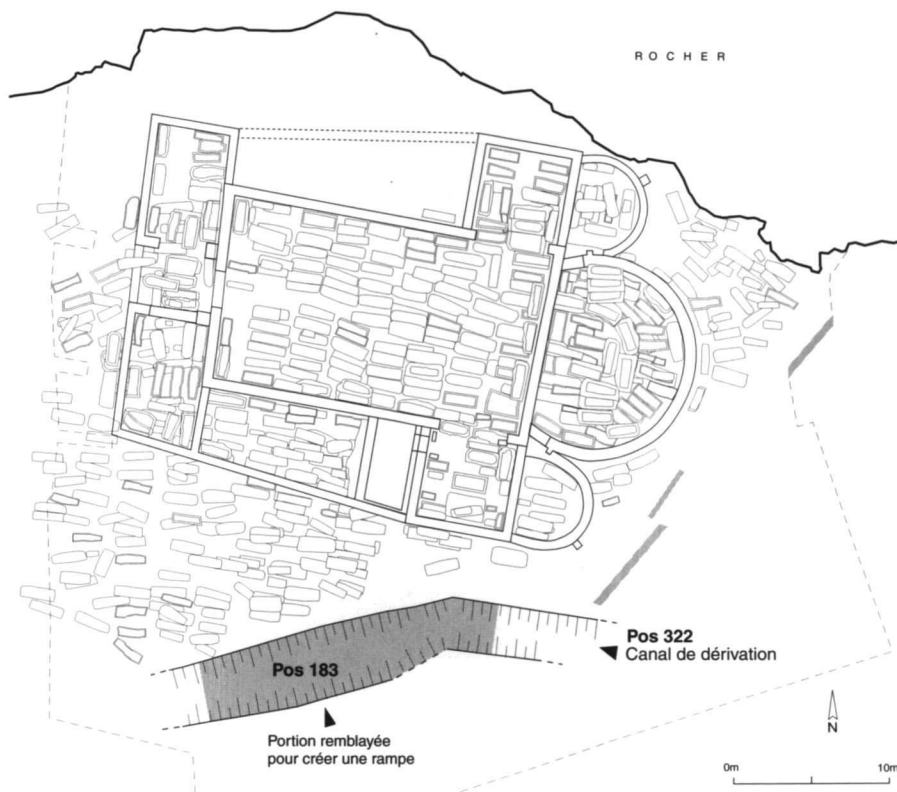 ROCHER
Pos 322
Canal de dérivation
Pos 183
Portion remblayée
pour créer une rampe
N
0m
10m